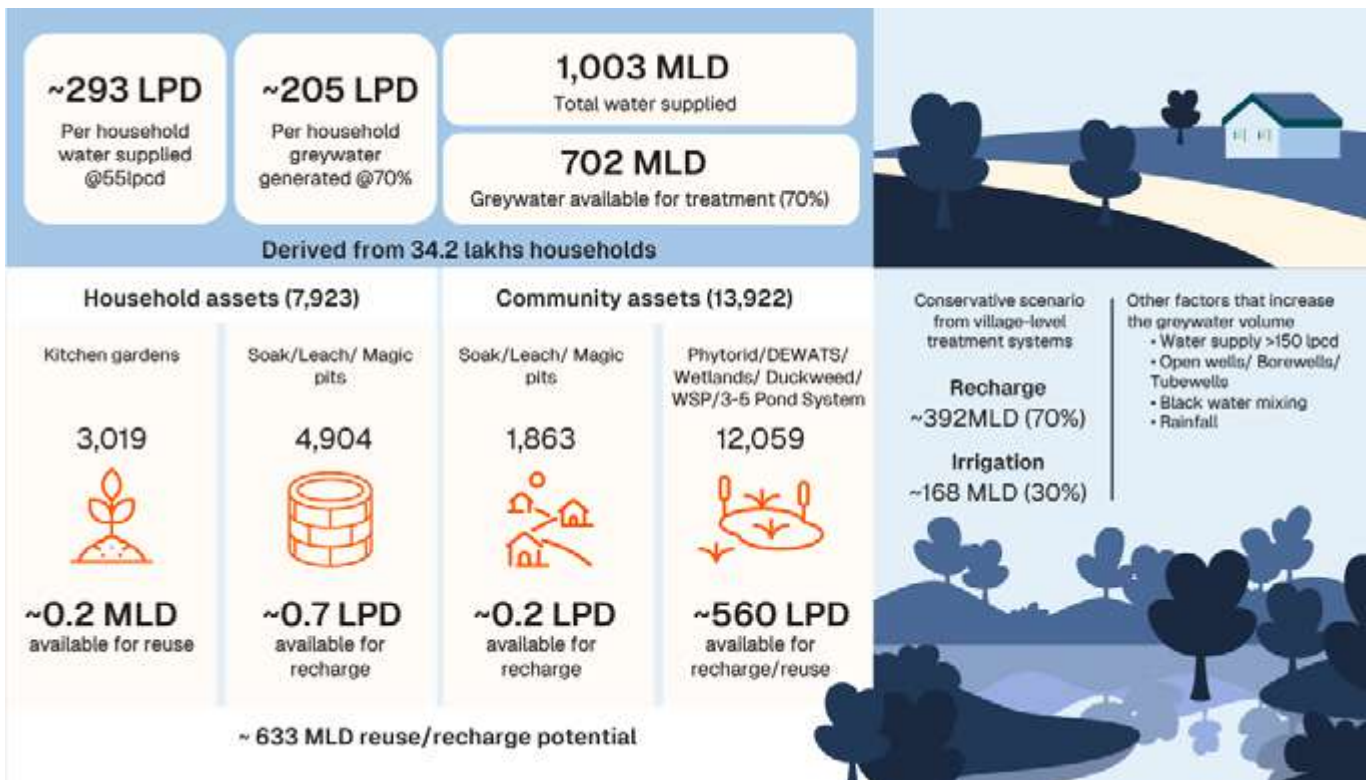 ~293 LPD
Per household
water supplied
@55lpcd
~205 LPD
Per household
greywater
generated @70%
1,003 MLD
Total water supplied
702 MLD
Greywater available for treatment (70%)
Derived from 34.2 lakhs households
Household assets (7,923)
Kitchen gardens
3,019
~0.2 MLD
available for reuse
Soak/Leach/ Magic
pits
4,904
~0.7 LPD
available for
recharge
Community assets (13,922)
Soak/Leach/ Magic
pits
1,863
~0.2 LPD
available for
recharge
Phytorid/DEWATS/
Wetlands/ Duckweed/
WSP/3-5 Pond System
12,059
~560 LPD
available for
recharge/reuse
~ 633 MLD reuse/recharge potential
Conservative scenario
from village-level
treatment systems
Recharge
~392MLD (70%)
Irrigation
~168 MLD (30%)
Other factors that increase
the greywater volume
• Water supply >150 lpcd
• Open wells/ Borewells/
Tubewells
• Black water mixing
• Rainfall